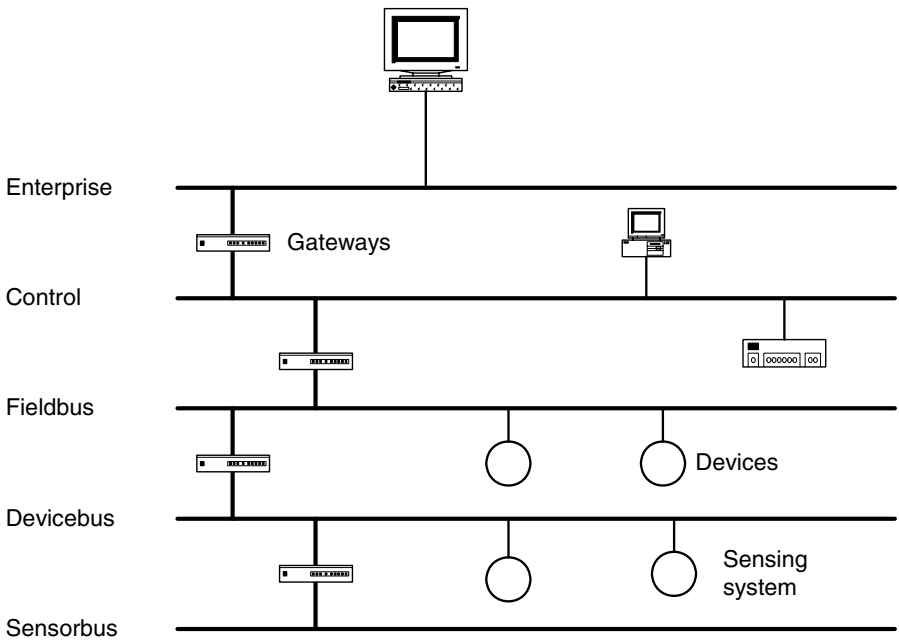 Enterprise
Gateways
Control
Fieldbus
Devices
Devicebus
Sensing
system
Sensorbus